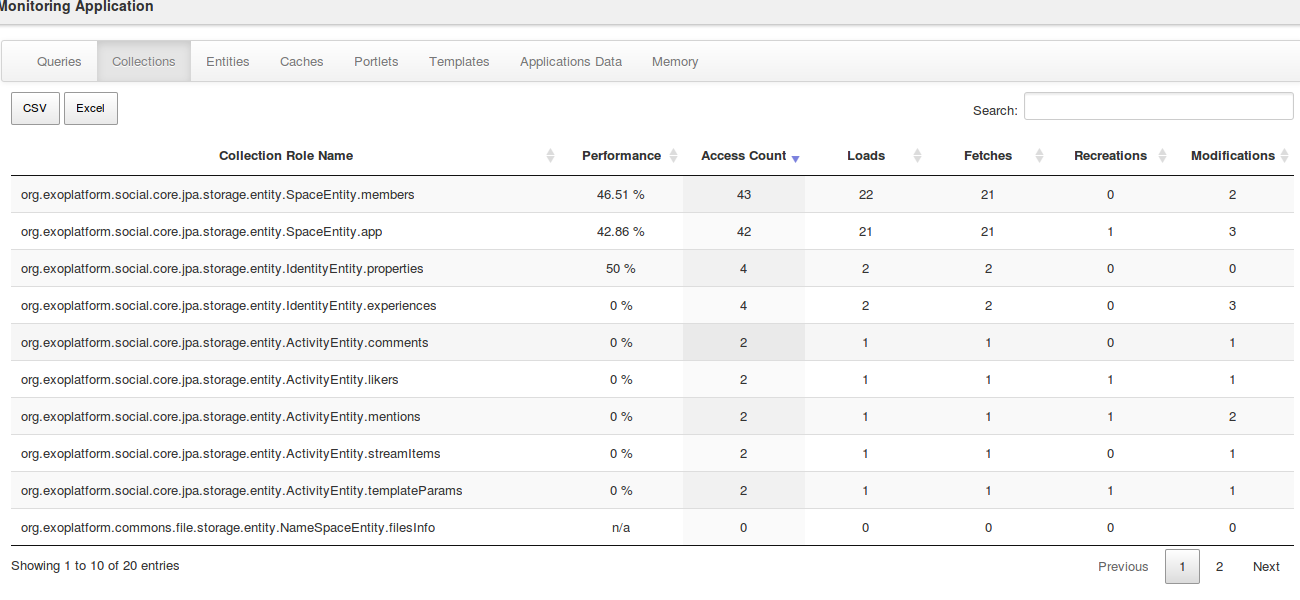 Monitoring Application
Queries Collections Entities Caches Portlets Templates Applications Data Memory
CSV Excel Search:
Collection Role Name Performance Access Count Loads Fetches Recreations Modifications
org.exoplatform.social.core.jpa.storage.entity.SpaceEntity.members 46.51 % 43 22 21 0 2
org.exoplatform.social.core.jpa.storage.entity.SpaceEntity.app 42.86 % 42 21 21 1 3
org.exoplatform.social.core.jpa.storage.entity.IdentityEntity.properties 50 % 4 2 2 0 0
org.exoplatform.social.core.jpa.storage.entity.IdentityEntity.experiences 0 % 4 2 2 0 3
org.exoplatform.social.core.jpa.storage.entity.ActivityEntity.comments 0 % 2 1 1 0 1
org.exoplatform.social.core.jpa.storage.entity.ActivityEntity.likers 0 % 2 1 1 1 1
org.exoplatform.social.core.jpa.storage.entity.ActivityEntity.mentions 0 % 2 1 1 1 2
org.exoplatform.social.core.jpa.storage.entity.ActivityEntity.streamItems 0 % 2 1 1 0 1
org.exoplatform.social.core.jpa.storage.entity.ActivityEntity.templateParams 0 % 2 1 1 1 1
org.exoplatform.commons.file.storage.entity.NameSpaceEntity.filesInfo n/a 0 0 0 0 0
Showing 1 to 10 of 20 entries Previous 1 2 Next